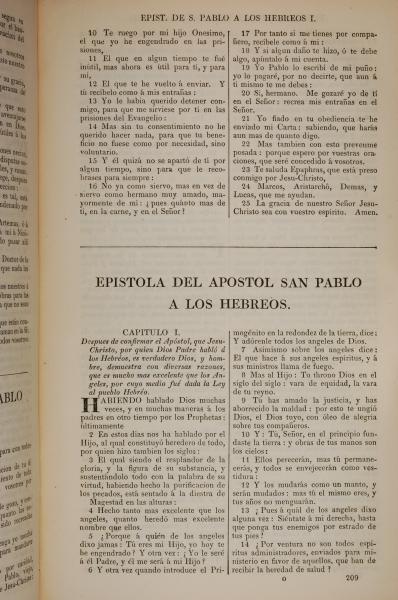 EPIST. DE S. PABLO A LOS HEBREOS I.
10 Te ruego por mi hijo Onesimo,
el que yo he engendrado en las pri-
siones,
11 El que en algun tiempo te fué
inútil, mas ahora es útil para ti, y para
mi,
12 El que te he vuelto á enviar. Y
tú recibelo como á mis entrañas:
13 Yo le habia querido detener con-
migo, para que me sirviese por ti en las
prisiones del Evangelio:
14 Mas sin tu consentimiento no he
querido hacer nada, para que tu bene-
ficio no fuese como por necesidad, sino
voluntario.
15 Y él quizá no se apartó de ti por
algun tiempo, sino para que le reco-
brases para siempre:
16 No ya como siervo, mas en vez de
siervo como hermano muy amado, ma-
yormente de mi: ¿pues quánto mas de
ti, en la carne, y en el Señor?
17 Por tanto si me tienes por compa-
ñero, recibele como á mi:
18 Y si algun daño te hizo, ó te debe
algo, apúntalo á mi cuenta.
19 Yo Pablo lo escribí de mi puño:
yo lo pagaré, por no decirte, que aun á
ti mismo te me debes:
20 Sí, hermano. Me gozaré yo de ti
en el Señor: recrea mis entrañas en el
Señor.
21 Yo fiado en tu obediencia te he
enviado mi Carta: sabiendo, que harás
aun mas de quanto digo.
22 Mas tambien con esto preveume
posada: porque espero por vuestras ora-
ciones, que seré concedido á vosotros.
23 Te saluda Epaphras, que está preso
conmigo por Jesu-Christo,
24 Marcos, Aristarchô, Demas, y
Lucas, que me ayudan.
25 La gracia de nuestro Señor Jesu-
Christo sea con vuestro espiritu. Amen.
EPISTOLA DEL APOSTOL SAN PABLO
A LOS HEBREOS.
CAPITULO I.
Despues de confirmar el Apóstol, que Jesu-
Christo, por quien Dios Padre habló á
los Hebréos, es verdadero Dios, y hom-
bre, demuestra con diversas razones,
que es mucho mas excelente que los An-
geles, por cuyo medio fué dada la Ley
al pueblo Hebréo.
HABIENDO hablado Dios muchas
veces, y en muchas maneras á los
padres en otro tiempo por los Prophetas:
últimamente
2 En estos dias nos ha hablado por el
Hijo, al qual constituyó heredero de todo,
por quien hizo tambien los siglos:
3 El qual siendo el resplandor de la
gloria, y la figura de su substancia, y
sustentándolo todo con la palabra de su
virtud, habiendo hecho la purificacion de
los pecados, está sentado á la diestra de
Magestad en las alturas:
4 Hecho tanto mas excelente que los
angeles, quanto heredó mas excelente
nombre que ellos.
5 ¿Porque á quién de los angeles
dixo jamas: Tú eres mi Hijo, yo hoy te
he engendrado? Y otra vez: ¿Yo le seré
á él Padre, y él me será á mi Hijo?
6 Y otra vez quando introduce el Pri-
mogénito en la redondez de la tierra, dice:
Y adórenle todos los angeles de Dios.
7 Asimismo sobre los angeles dice:
El que hace á sus angeles espiritus, y á
sus ministros llama de fuego.
8 Mas al Hijo: Tu throno Dios en el
siglo del siglo: vara de equidad, la vara
de tu reyno.
9 Tú has amado la justicia, y has
aborrecido la maldad: por esto te ungió
Dios, el Dios tuyo, con óleo de alegria
sobre tus compañeros.
10 Y: Tú, Señor, en el principio fun-
daste la tierra: y obras de tus manos son
los cielos:
11 Ellos perecerán, mas tú permane-
cerás, y todos se envejecerán como ves-
tidura:
12 Y los mudarás como un manto, y
serán mudados: mas tú el mismo eres, y
tus años no menguarán.
13 ¿Pues á quál de los angeles dixo
alguna vez: Siéntate á mi derecha, hasta
que ponga tus enemigos por estrado de
tus pies?
14 ¿Por ventura no son todos espi-
ritus administradores, enviados para mi-
nisterio en favor de aquellos, que han de
recibir la heredad de salud?
o 209